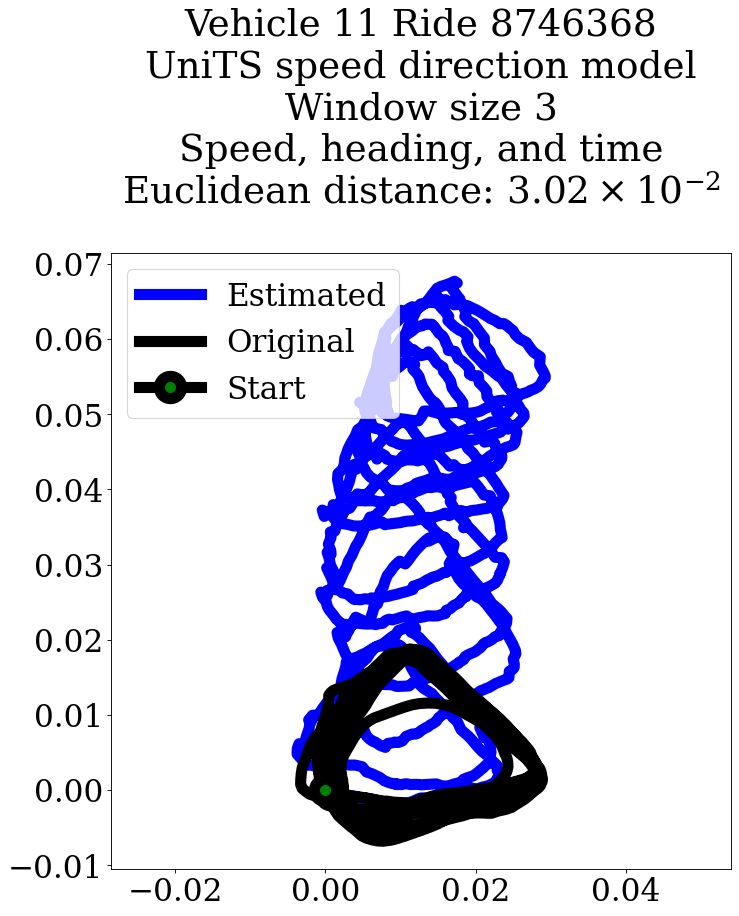 Vehicle 11 Ride 8746368
UniTS speed direction model
Window size 3
Speed, heading, and time
Euclidean distance: 3.02 × 10⁻²
0.07
0.06
0.05
0.04
0.03
0.02
0.01
0.00
−0.01
Estimated
Original
Start
−0.02
0.00
0.02
0.04